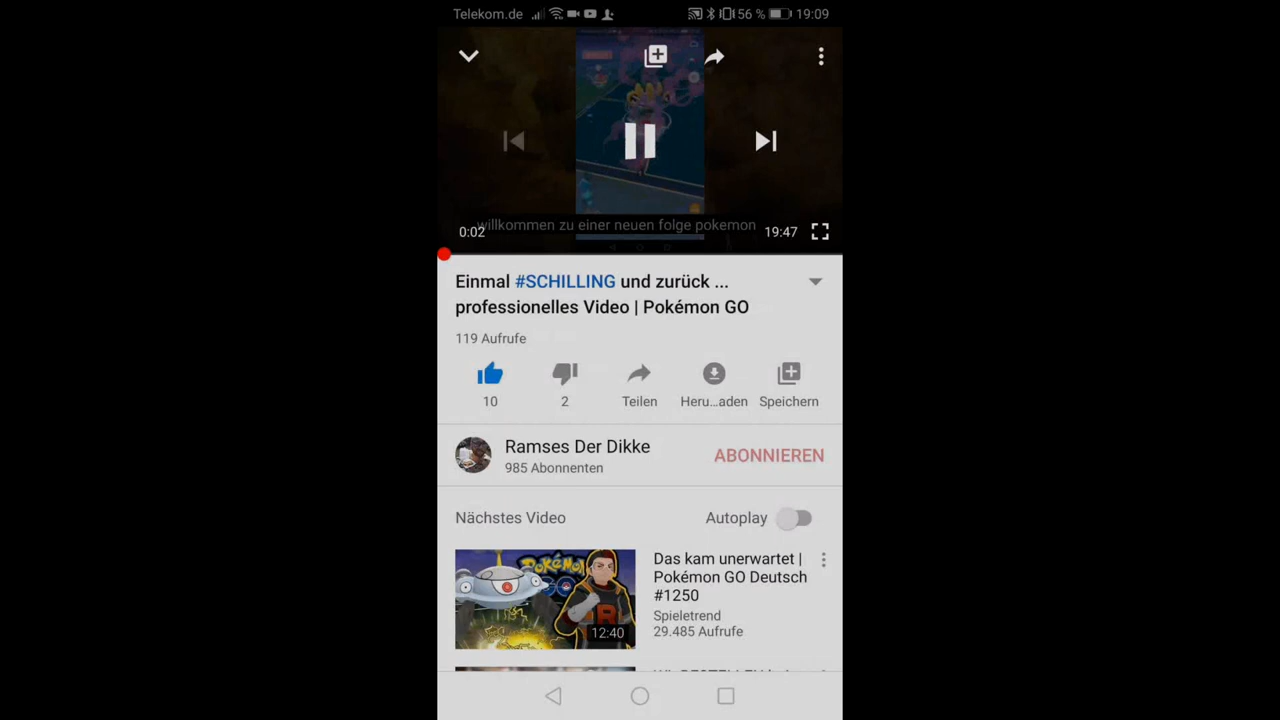 Telekom.de 56 % 19:09
willkommen zu einer neuen folge pokemon
0:02 19:47
Einmal #SCHILLING und zurück ...
professionelles Video | Pokémon GO
119 Aufrufe
10 2 Teilen Heru...aden Speichern
Ramses Der Dikke
985 Abonnenten
ABONNIEREN
Nächstes Video Autoplay
POKÉMON
GO
R
12:40
Das kam unerwartet |
Pokémon GO Deutsch
#1250
Spieletrend
29.485 Aufrufe